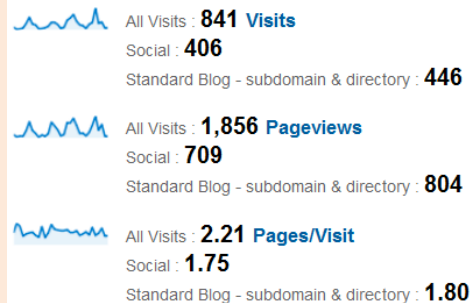 All Visits : 841 Visits
Social : 406
Standard Blog - subdomain & directory : 446
All Visits : 1,856 Pageviews
Social : 709
Standard Blog - subdomain & directory : 804
All Visits : 2.21 Pages/Visit
Social : 1.75
Standard Blog - subdomain & directory : 1.80